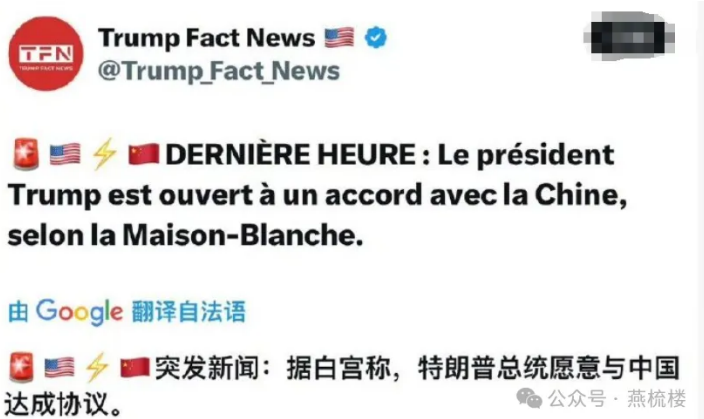 TFN
TRUMP FACT NEWS
Trump Fact News 🇺🇸
@Trump_Fact_News
🚨🇺🇸⚡🇨🇳DERNIÈRE HEURE : Le président
Trump est ouvert à un accord avec la Chine,
selon la Maison-Blanche.
由 Google 翻译自法语
🚨🇺🇸⚡🇨🇳突发新闻：据白宫称，特朗普总统愿意与中国
达成协议。
公众号 · 燕梳楼